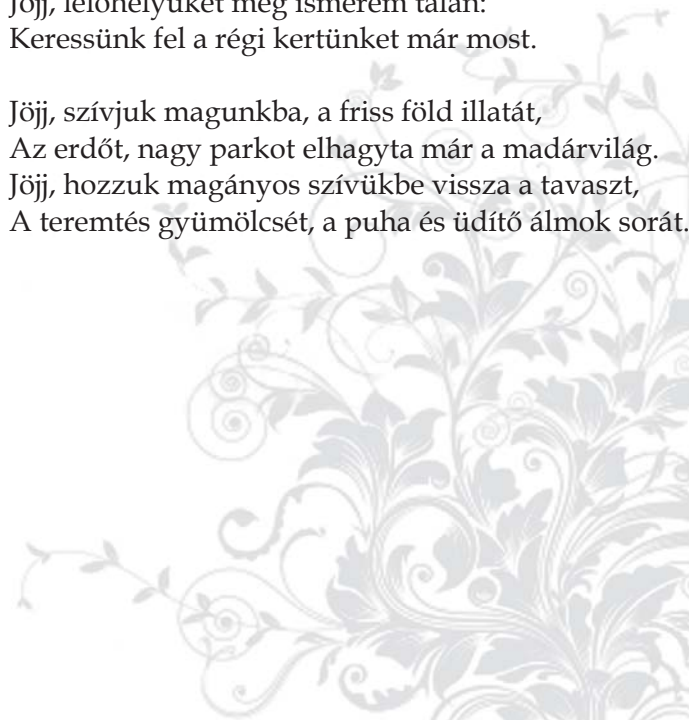 Jöjj, lelőhelyüket még ismerem talán:
Keressünk fel a régi kertünket már most.
Jöjj, szívjuk magunkba, a friss föld illatát,
Az erdőt, nagy parkot elhagyta már a madárvilág.
Jöjj, hozzuk magányos szívükbe vissza a tavaszt,
A teremtés gyümölcsét, a puha és üdítő álmok sorát.